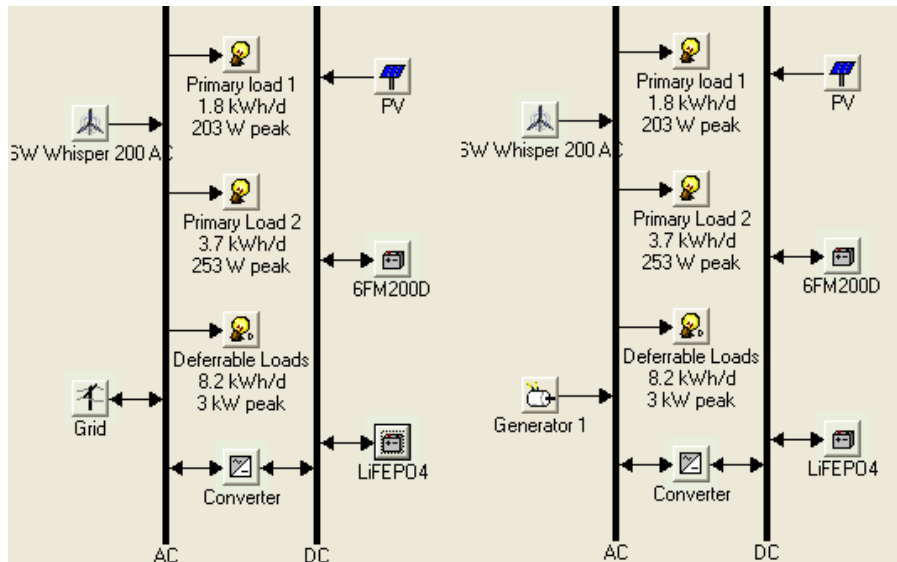 Primary load 1
1.8 kWh/d
203 W peak
PV
SW Whisper 200 AC
Primary Load 2
3.7 kWh/d
253 W peak
6FM200D
Deferrable Loads
8.2 kWh/d
3 kW peak
Grid
LiFEPO4
Converter
AC
DC
Primary load 1
1.8 kWh/d
203 W peak
PV
SW Whisper 200 AC
Primary Load 2
3.7 kWh/d
253 W peak
6FM200D
Deferrable Loads
8.2 kWh/d
3 kW peak
Generator 1
LiFEPO4
Converter
AC
DC